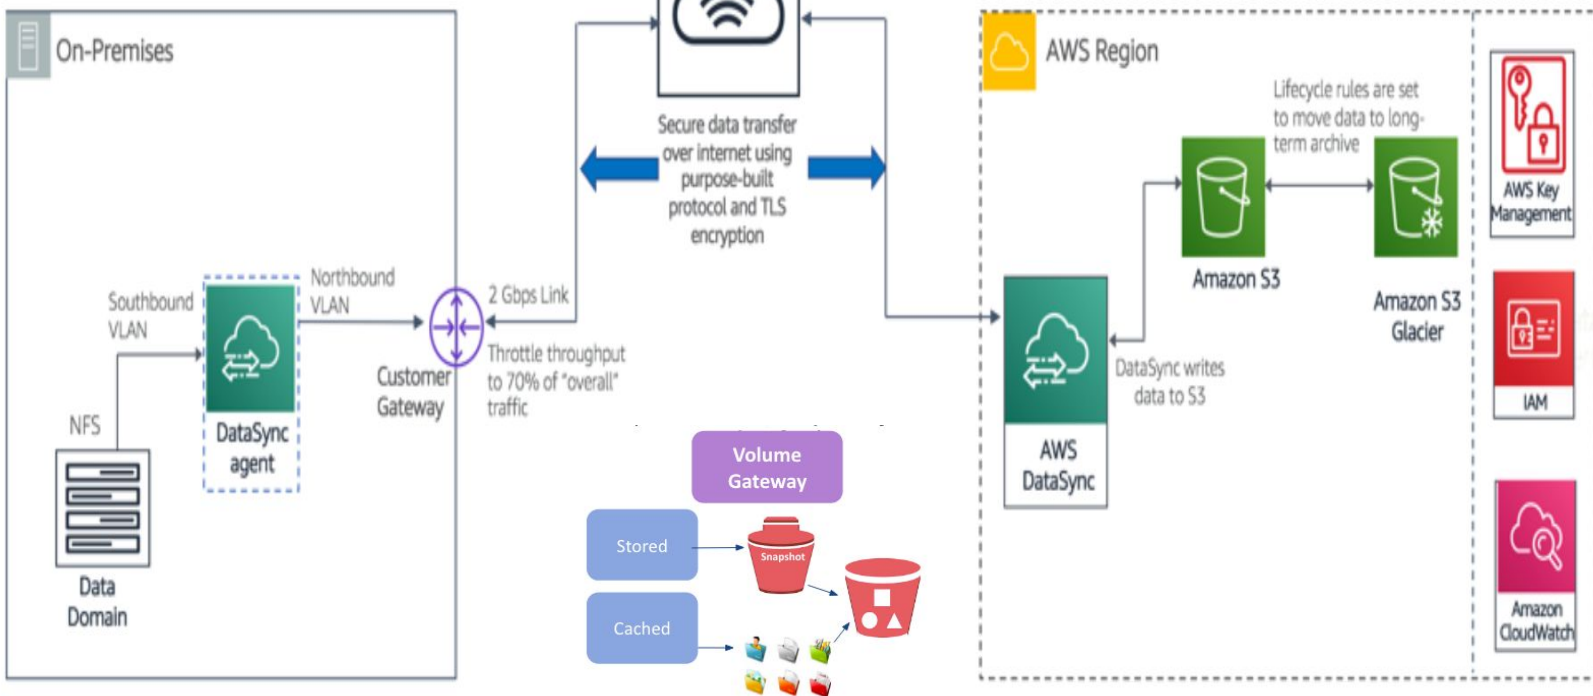 On-Premises
Southbound
VLAN
Northbound
VLAN
NFS
DataSync
agent
Data
Domain
Customer
Gateway
2 Gbps Link
Throttle throughput
to 70% of "overall"
traffic
Secure data transfer
over internet using
purpose-built
protocol and TLS
encryption
Volume
Gateway
Stored
Snapshot
Cached
AWS Region
Lifecycle rules are set
to move data to long-
term archive
Amazon S3
Amazon S3
Glacier
DataSync writes
data to S3
AWS
DataSync
AWS Key
Management
IAM
Amazon
CloudWatch